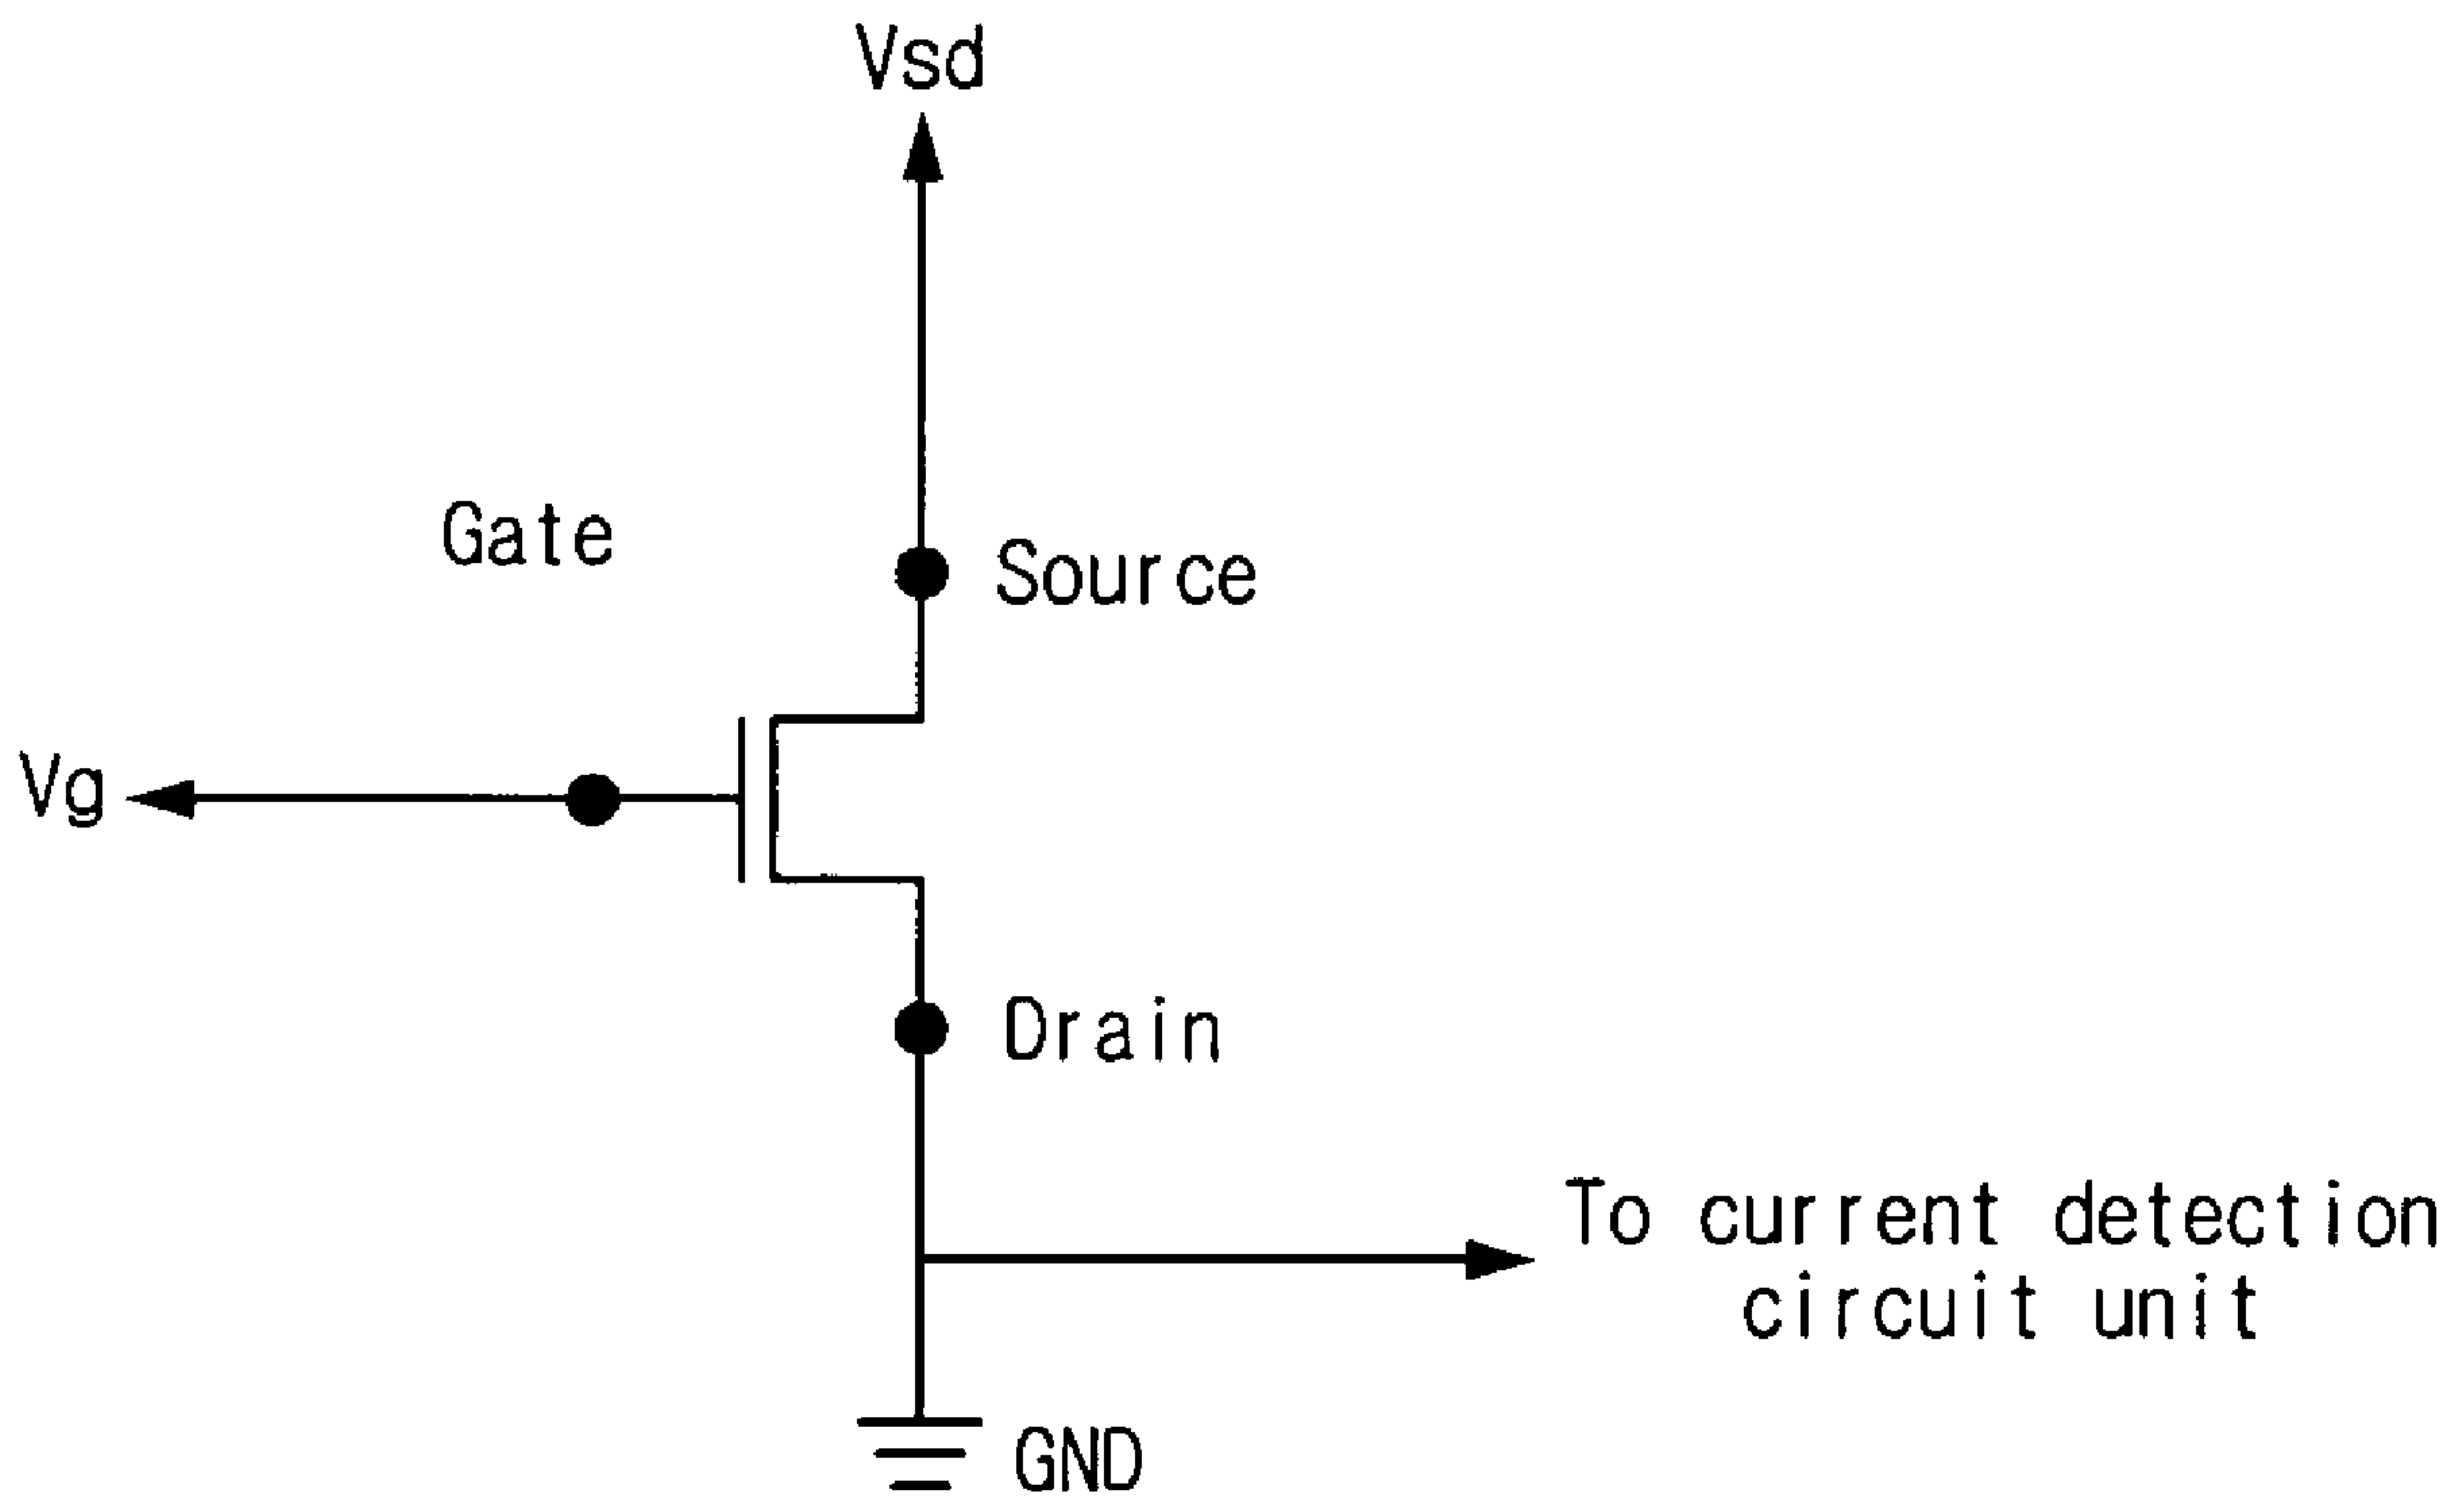 Vsd
Gate
Source
Vg
Drain
To current detection
circuit unit
GND